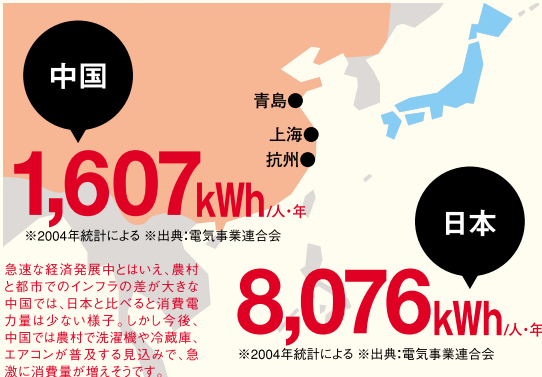 中国
青島
上海
杭州
1,607kWh/人・年
※2004年統計による ※出典：電気事業連合会
日本
8,076kWh/人・年
※2004年統計による ※出典：電気事業連合会
急速な経済発展中とはいえ、農村
と都市でのインフラの差が大きな
中国では、日本と比べると消費電
力量は少ない様子。しかし今後、
中国では農村で洗濯機や冷蔵庫、
エアコンが普及する見込みで、急
激に消費量が増えそうです。